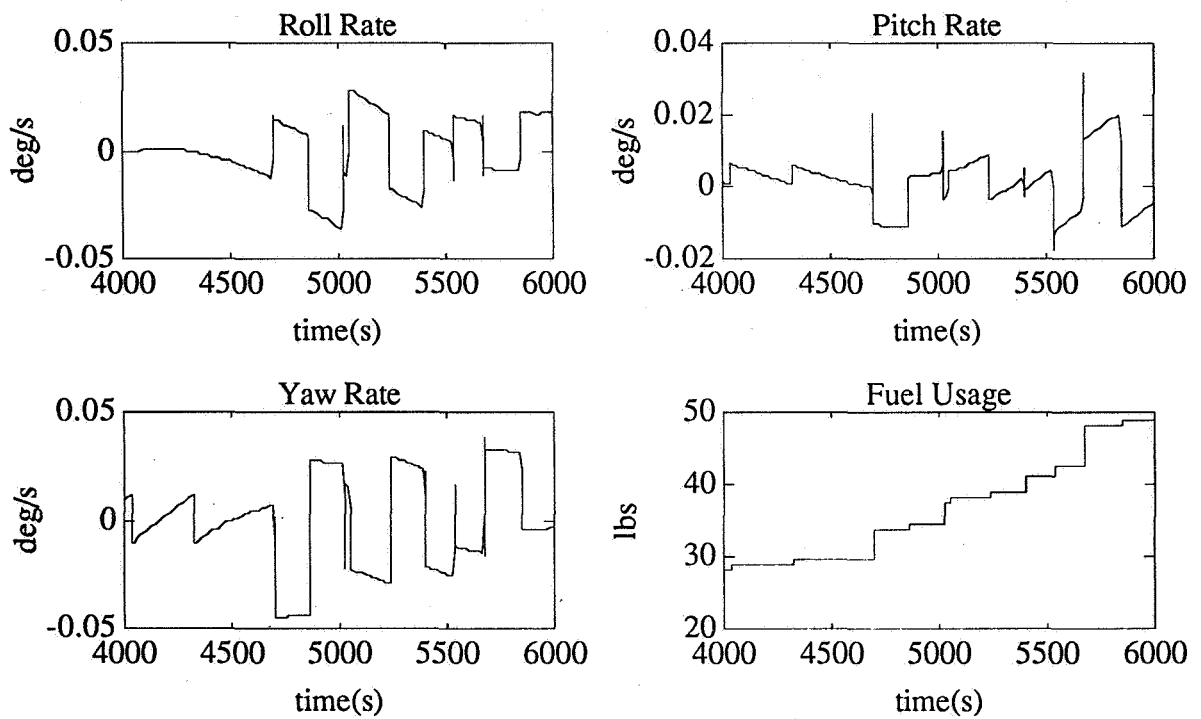 Roll Rate
0.05
0
-0.05
deg/s
4000 4500 5000 5500 6000
time(s)
Pitch Rate
0.04
0.02
0
-0.02
deg/s
4000 4500 5000 5500 6000
time(s)
Yaw Rate
0.05
0
-0.05
deg/s
4000 4500 5000 5500 6000
time(s)
Fuel Usage
50
40
30
20
lbs
4000 4500 5000 5500 6000
time(s)